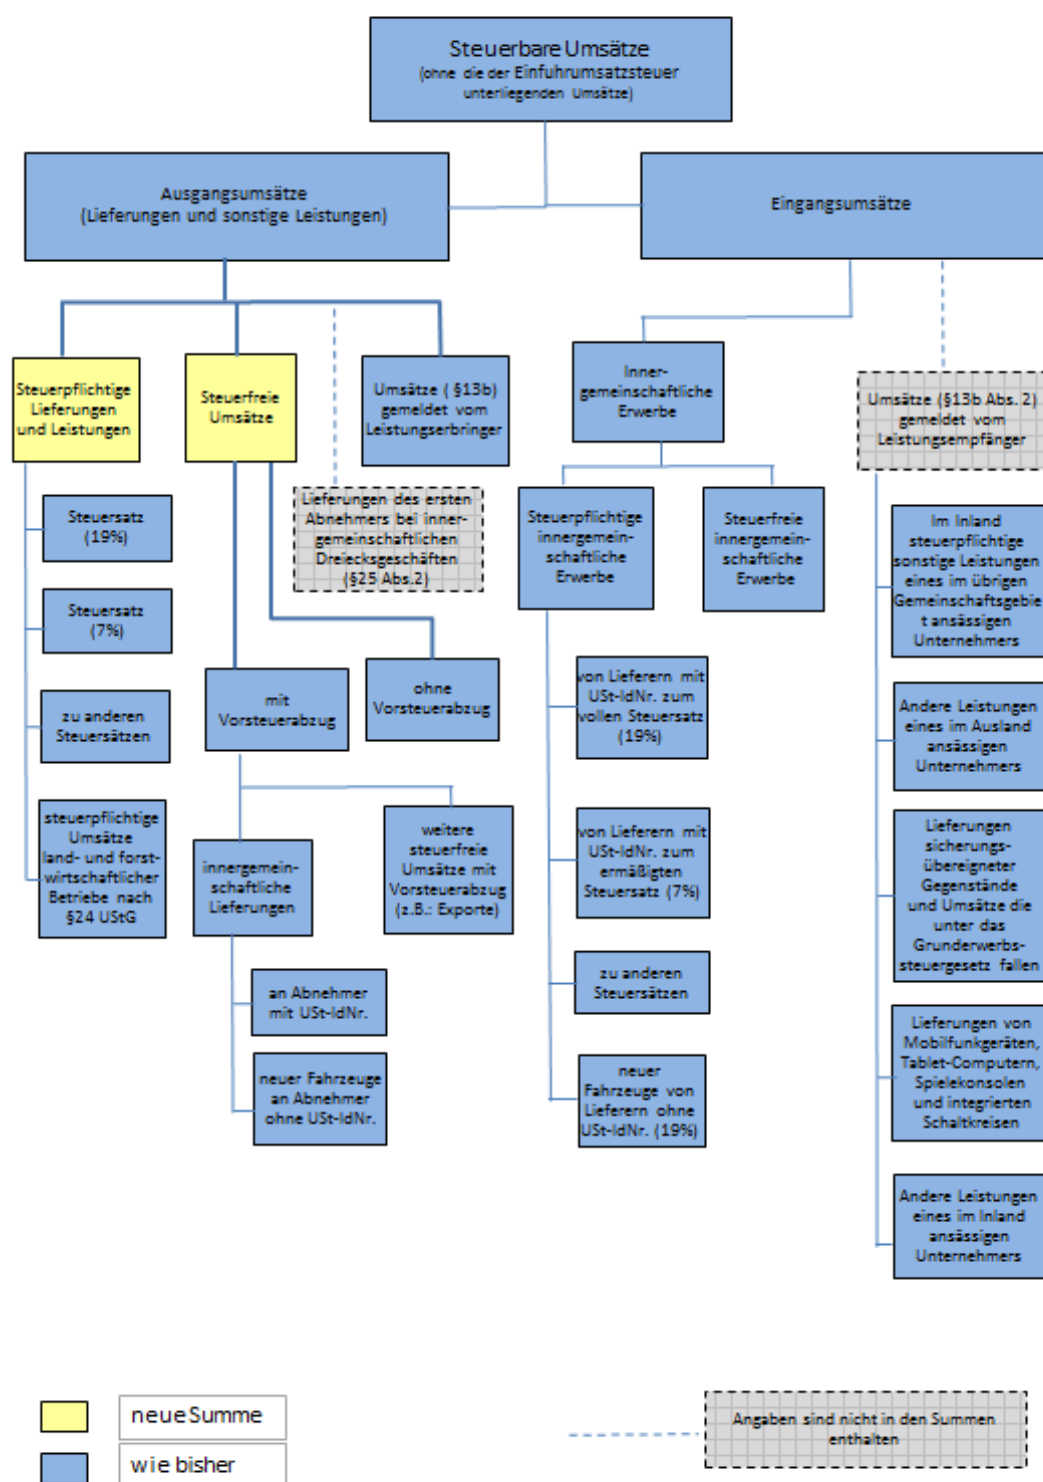 Steuerbare Umsätze
(ohne die der Einfuhrumsatzsteuer
unterliegenden Umsätze)
Ausgangsumsätze
(Lieferungen und sonstige Leistungen)
Eingangsumsätze
Steuerpflichtige
Lieferungen
und Leistungen
Steuerfreie
Umsätze
Umsätze ( §13b)
gemeldet vom
Leistungserbringer
Inner-
gemeinschaftliche
Erwerbe
Umsätze (§13b Abs. 2)
gemeldet vom
Leistungsempfänger
Lieferungen des ersten
Abnehmers bei inner-
gemeinschaftlichen
Dreiecksgeschäften
(§25 Abs.2)
Steuersatz
(19%)
Steuersatz
(7%)
zu anderen
Steuersätzen
steuerpflichtige
Umsätze
land- und forst-
wirtschaftlicher
Betriebe nach
§24 UStG
mit
Vorsteuerabzug
ohne
Vorsteuerabzug
innergemein-
schaftliche
Lieferungen
weitere
steuerfreie
Umsätze mit
Vorsteuerabzug
(z.B.: Exporte)
an Abnehmer
mit USt-IdNr.
neuer Fahrzeuge
an Abnehmer
ohne USt-IdNr.
Steuerpflichtige
innergemein-
schaftliche
Erwerbe
Steuerfreie
innergemein-
schaftliche
Erwerbe
von Lieferern mit
USt-IdNr. zum
vollen Steuersatz
(19%)
von Lieferern mit
USt-IdNr. zum
ermäßigten
Steuersatz (7%)
zu anderen
Steuersätzen
neuer
Fahrzeuge von
Lieferern ohne
USt-IdNr. (19%)
Im Inland
steuerpflichtige
sonstige Leistungen
eines im übrigen
Gemeinschaftsgebie
t ansässigen
Unternehmers
Andere Leistungen
eines im Ausland
ansässigen
Unternehmers
Lieferungen
sicherungs-
übereigneter
Gegenstände
und Umsätze die
unter das
Grunderwerbs-
steuergesetz fallen
Lieferungen von
Mobilfunkgeräten,
Tablet-Computern,
Spielekonsolen
und integrierten
Schaltkreisen
Andere Leistungen
eines im Inland
ansässigen
Unternehmers
neue Summe
wie bisher
Angaben sind nicht in den Summen
enthalten